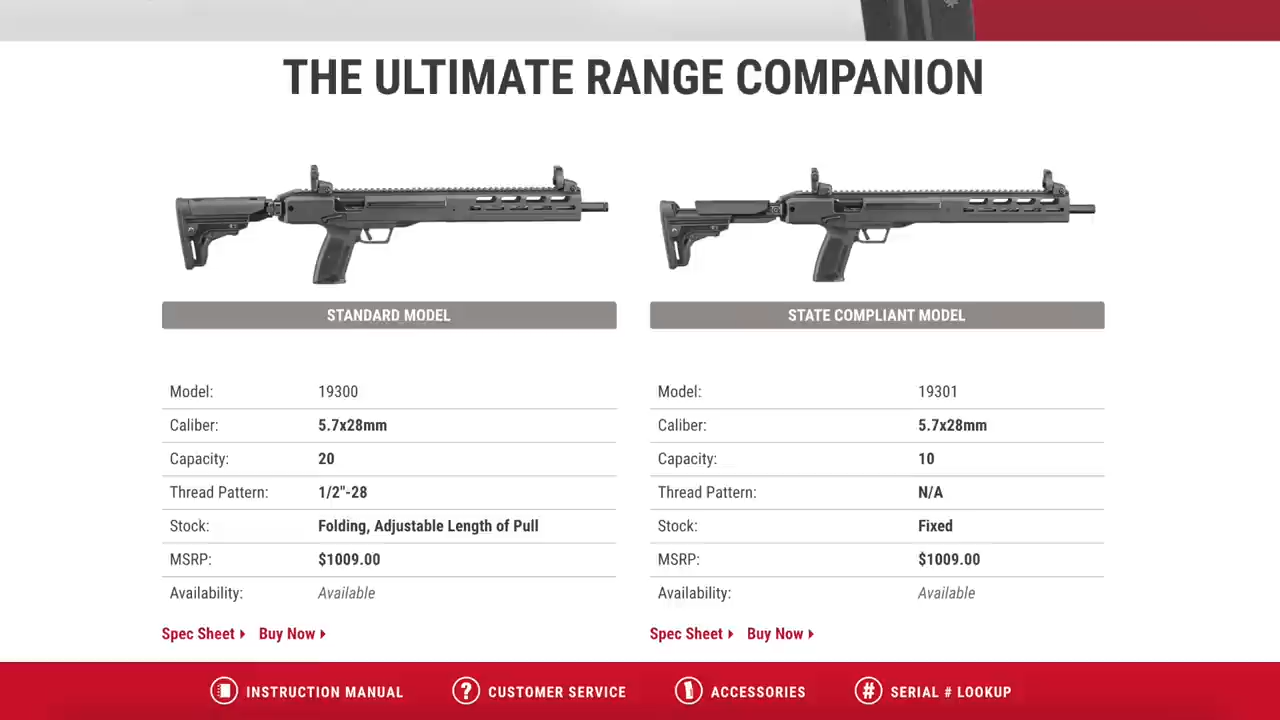 THE ULTIMATE RANGE COMPANION
STANDARD MODEL
Model: 19300
Caliber: 5.7x28mm
Capacity: 20
Thread Pattern: 1/2"-28
Stock: Folding, Adjustable Length of Pull
MSRP: $1009.00
Availability: Available
Spec Sheet Buy Now
STATE COMPLIANT MODEL
Model: 19301
Caliber: 5.7x28mm
Capacity: 10
Thread Pattern: N/A
Stock: Fixed
MSRP: $1009.00
Availability: Available
Spec Sheet Buy Now
INSTRUCTION MANUAL ? CUSTOMER SERVICE ACCESSORIES # SERIAL # LOOKUP